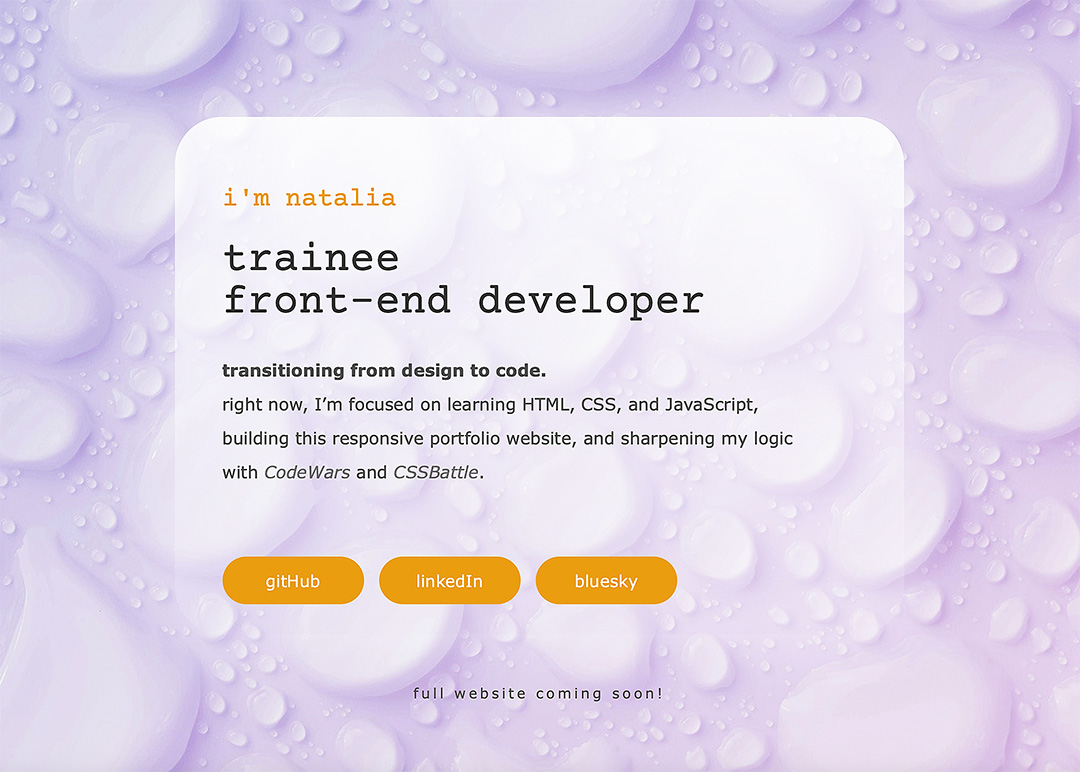 i'm natalia
trainee
front-end developer
transitioning from design to code.
right now, I’m focused on learning HTML, CSS, and JavaScript,
building this responsive portfolio website, and sharpening my logic
with CodeWars and CSSBattle.
gitHub linkedIn bluesky
full website coming soon!